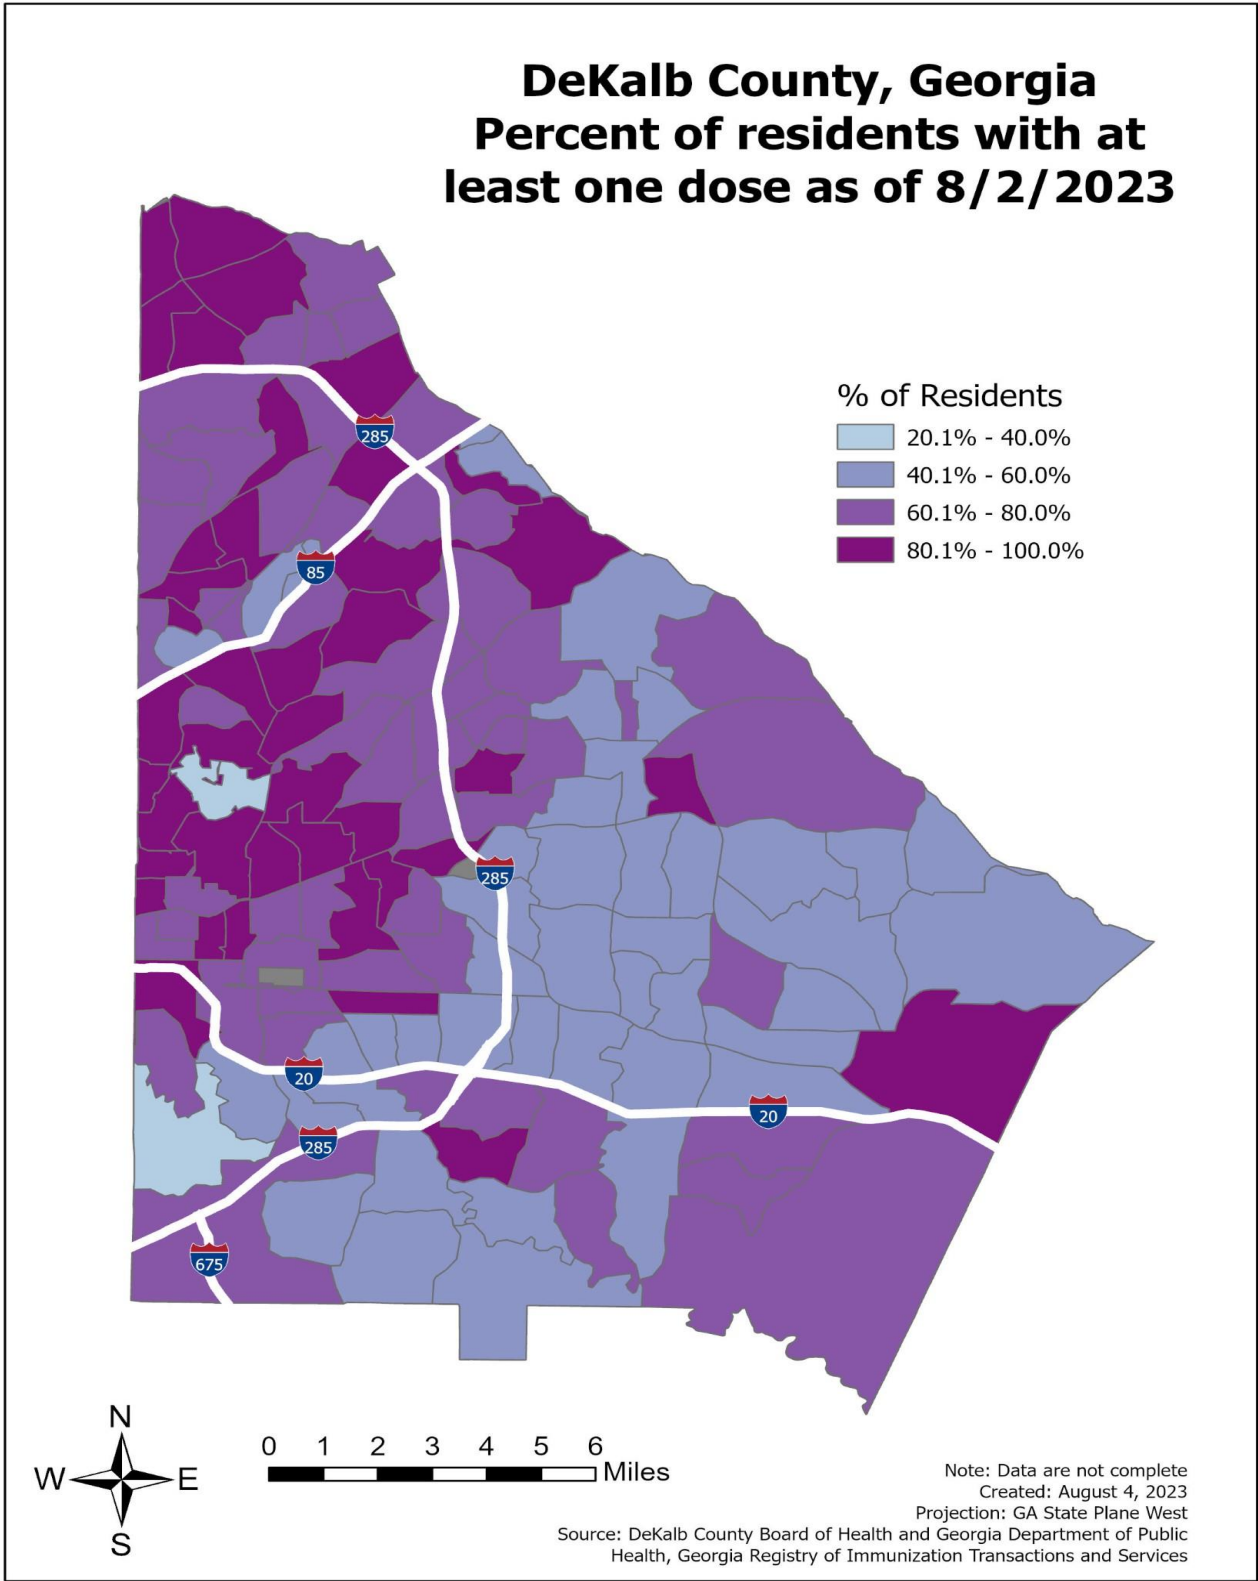 DeKalb County, Georgia
Percent of residents with at
least one dose as of 8/2/2023
% of Residents
20.1% - 40.0%
40.1% - 60.0%
60.1% - 80.0%
80.1% - 100.0%
285
85
285
20
20
285
675
N
W E
S
0 1 2 3 4 5 6
Miles
Note: Data are not complete
Created: August 4, 2023
Projection: GA State Plane West
Source: DeKalb County Board of Health and Georgia Department of Public
Health, Georgia Registry of Immunization Transactions and Services